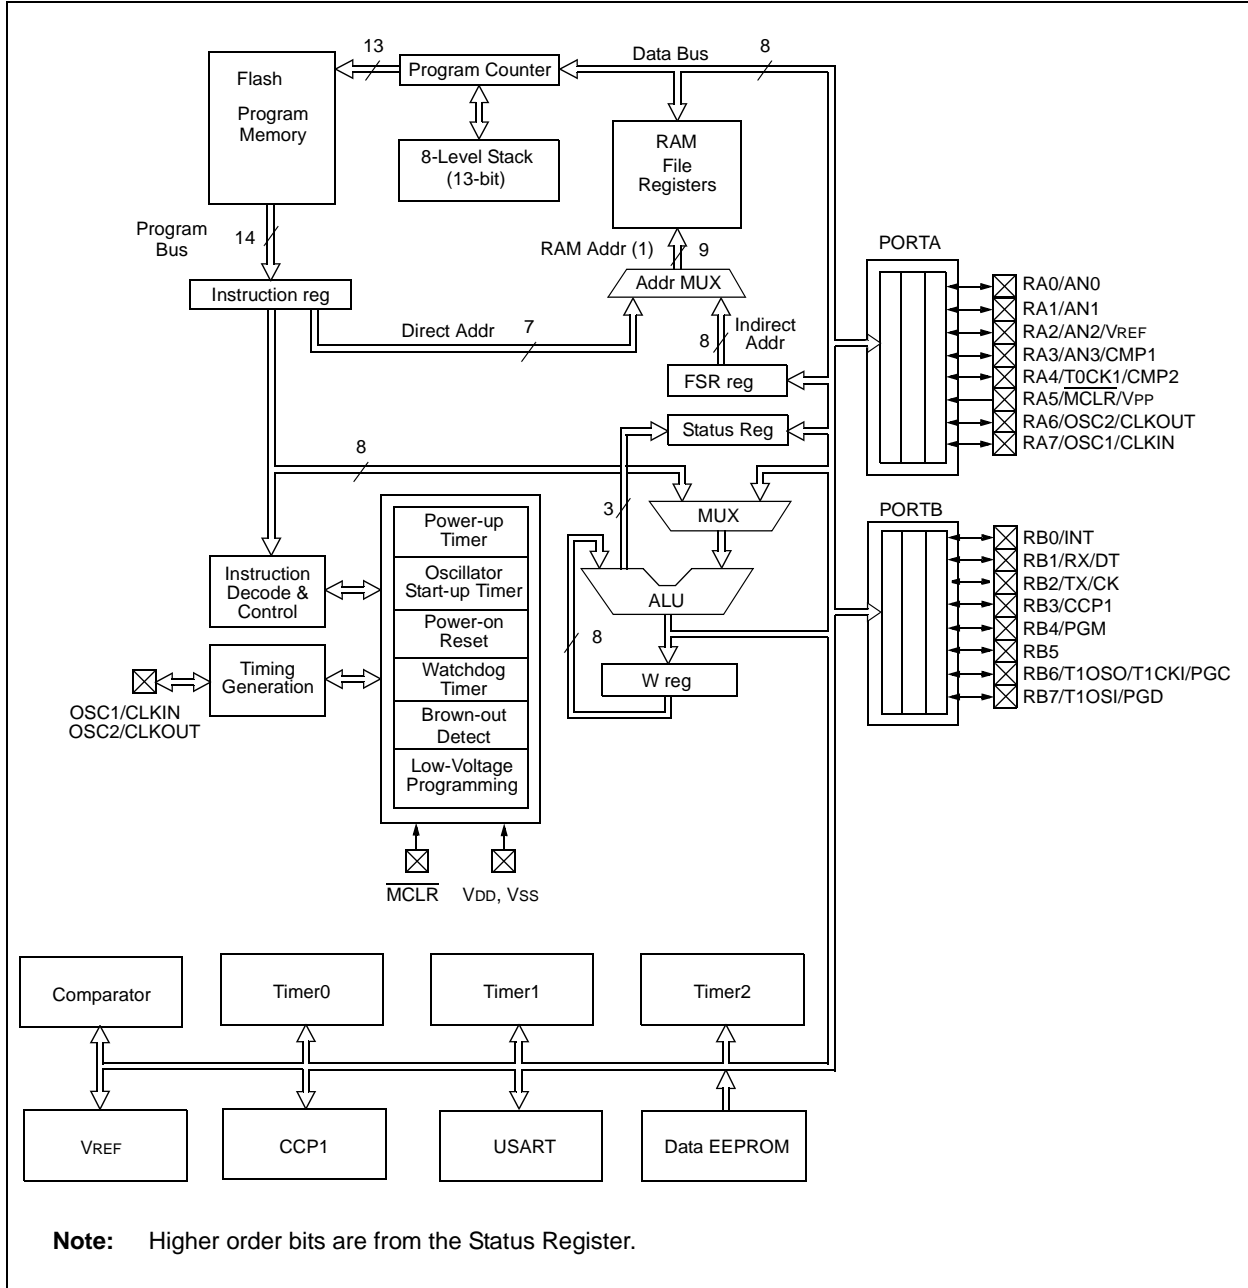 13
Data Bus
8
Flash
Program
Memory
Program Counter
8-Level Stack
(13-bit)
RAM
File
Registers
Program
Bus
14
RAM Addr (1)
9
Instruction reg
Addr MUX
Direct Addr
7
8
Indirect
Addr
FSR reg
Status Reg
8
3
MUX
ALU
8
W reg
Instruction
Decode &
Control
Timing
Generation
OSC1/CLKIN
OSC2/CLKOUT
Power-up
Timer
Oscillator
Start-up Timer
Power-on
Reset
Watchdog
Timer
Brown-out
Detect
Low-Voltage
Programming
MCLR
VDD, VSS
PORTA
RA0/AN0
RA1/AN1
RA2/AN2/VREF
RA3/AN3/CMP1
RA4/T0CK1/CMP2
RA5/MCLR/VPP
RA6/OSC2/CLKOUT
RA7/OSC1/CLKIN
PORTB
RB0/INT
RB1/RX/DT
RB2/TX/CK
RB3/CCP1
RB4/PGM
RB5
RB6/T1OSO/T1CKI/PGC
RB7/T1OSI/PGD
Comparator
Timer0
Timer1
Timer2
VREF
CCP1
USART
Data EEPROM
Note: Higher order bits are from the Status Register.